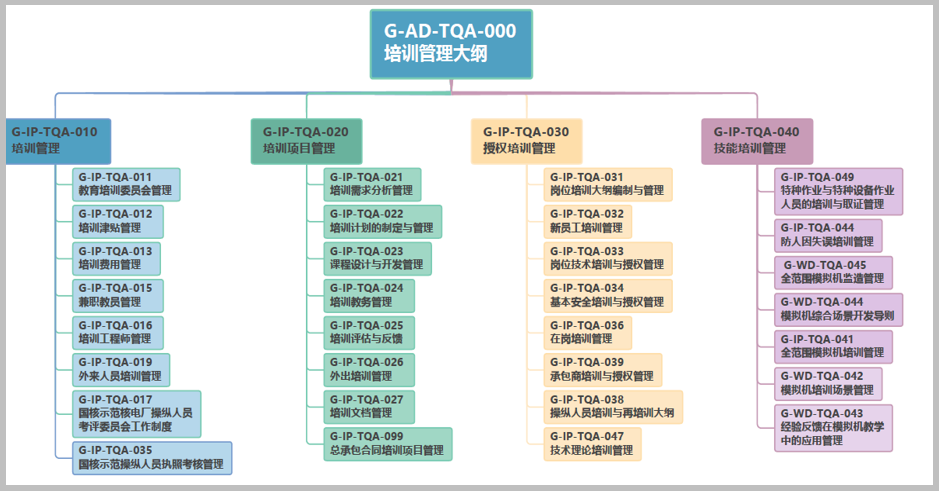 G-AD-TQA-000
培训管理大纲
G-IP-TQA-010
培训管理
G-IP-TQA-011
教育培训委员会管理
G-IP-TQA-012
培训津贴管理
G-IP-TQA-013
培训费用管理
G-IP-TQA-015
兼职教员管理
G-IP-TQA-016
培训工程师管理
G-IP-TQA-019
外来人员培训管理
G-IP-TQA-017
国核示范核电厂操纵人员
考评委员会工作制度
G-IP-TQA-035
国核示范操纵人员执照考核管理
G-IP-TQA-020
培训项目管理
G-IP-TQA-021
培训需求分析管理
G-IP-TQA-022
培训计划的制定与管理
G-IP-TQA-023
课程设计与开发管理
G-IP-TQA-024
培训教务管理
G-IP-TQA-025
培训评估与反馈
G-IP-TQA-026
外出培训管理
G-IP-TQA-027
培训文档管理
G-IP-TQA-099
总承包合同培训项目管理
G-IP-TQA-030
授权培训管理
G-IP-TQA-031
岗位培训大纲编制与管理
G-IP-TQA-032
新员工培训管理
G-IP-TQA-033
岗位技术培训与授权管理
G-IP-TQA-034
基本安全培训与授权管理
G-IP-TQA-036
在岗培训管理
G-IP-TQA-039
承包商培训与授权管理
G-IP-TQA-038
操纵人员培训与再培训大纲
G-IP-TQA-047
技术理论培训管理
G-IP-TQA-040
技能培训管理
G-IP-TQA-049
特种作业与特种设备作业
人员的培训与取证管理
G-IP-TQA-044
防人因失误培训管理
G-WD-TQA-045
全范围模拟机监造管理
G-WD-TQA-044
模拟机综合场景开发导则
G-IP-TQA-041
全范围模拟机培训管理
G-WD-TQA-042
模拟机培训场景管理
G-WD-TQA-043
经验反馈在模拟机教学
中的应用管理